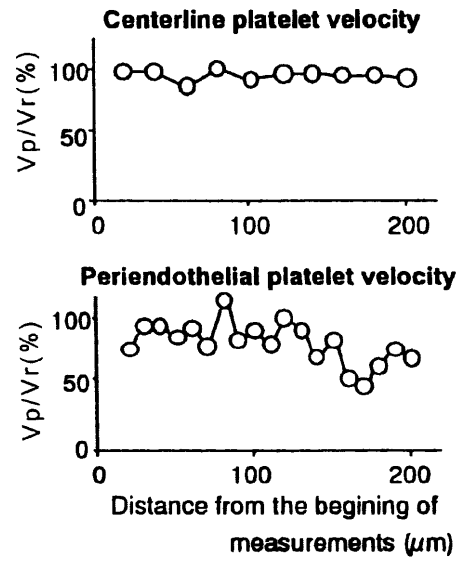 Centerline platelet velocity
Vp/Vr(%)
100
50
0
0 100 200
Periendothelial platelet velocity
Vp/Vr(%)
100
50
0
0 100 200
Distance from the begining of
measurements (µm)